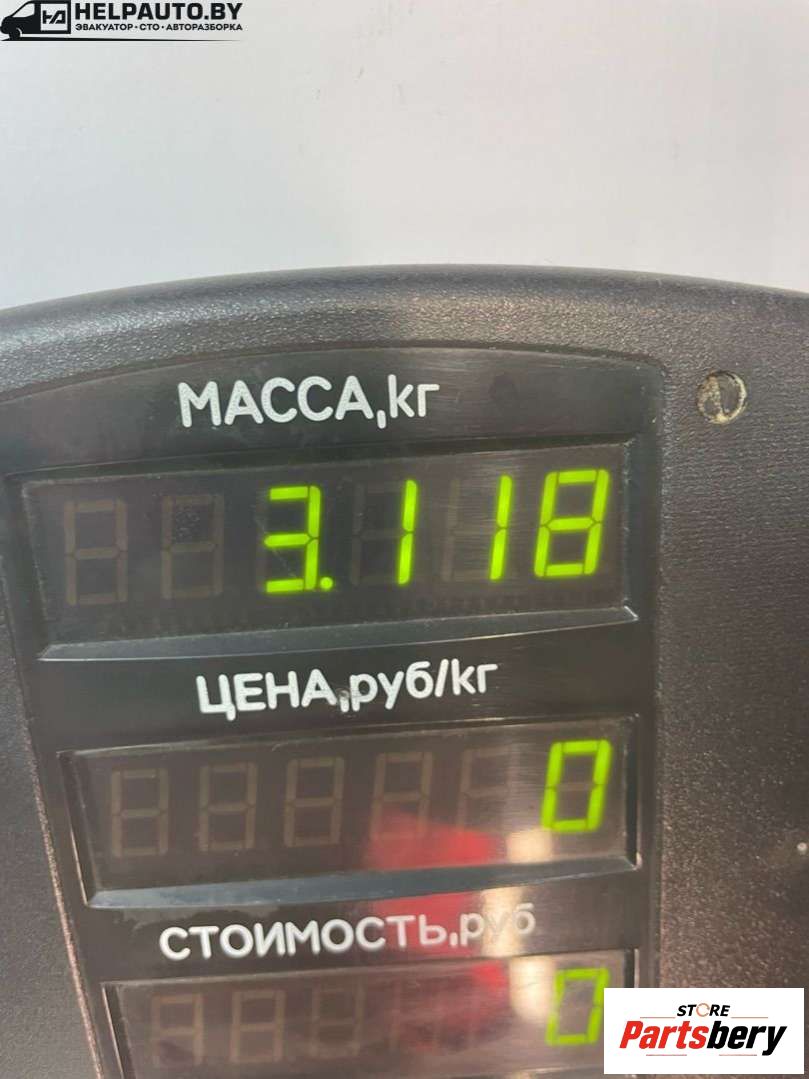 HELPAUTO.BY
ЭВАКУАТОР·СТО·АВТОРАЗБОРКА
МАССА,кг
3.118
ЦЕНА,руб/кг
0
СТОИМОСТЬ,руб
0
STORE
Partsbery